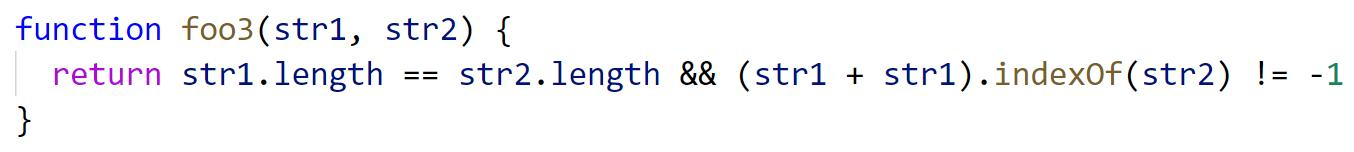 function foo3(str1, str2) {
  return str1.length == str2.length && (str1 + str1).indexOf(str2) != -1
}